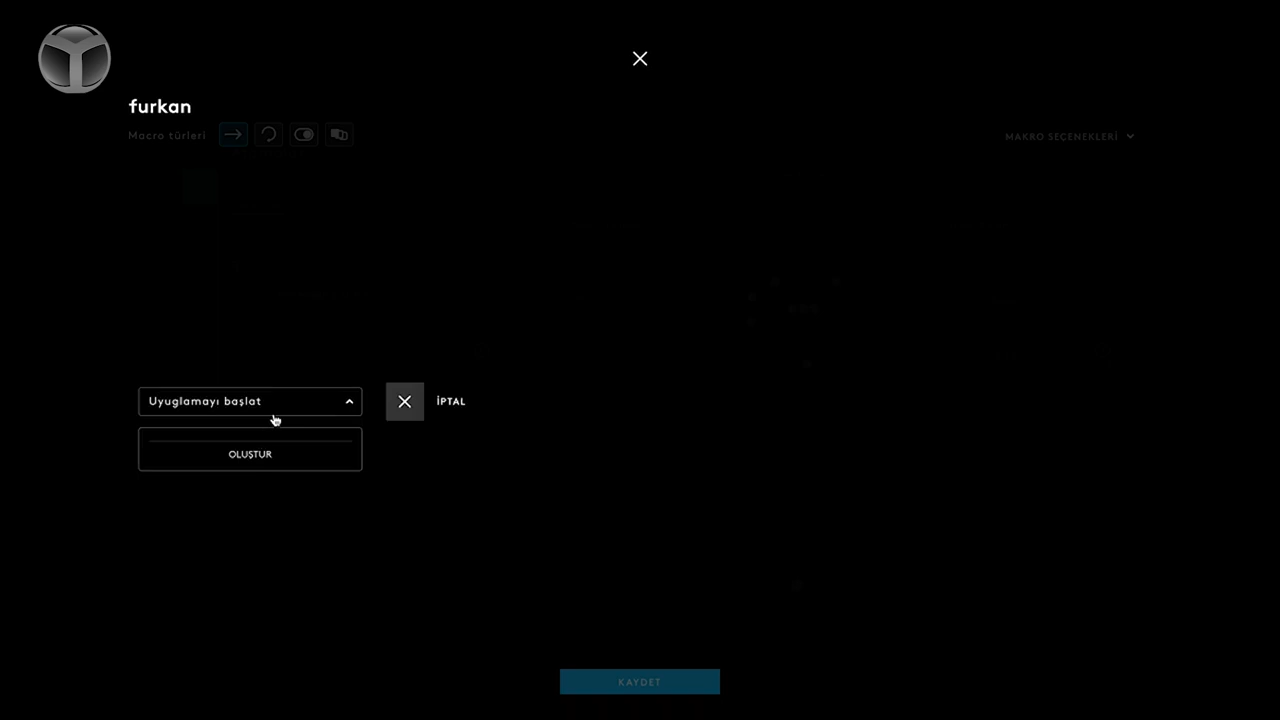 furkan
Macro türleri
MAKRO SEÇENEKLERİ
Uyuglamayı başlat
İPTAL
OLUŞTUR
KAYDET